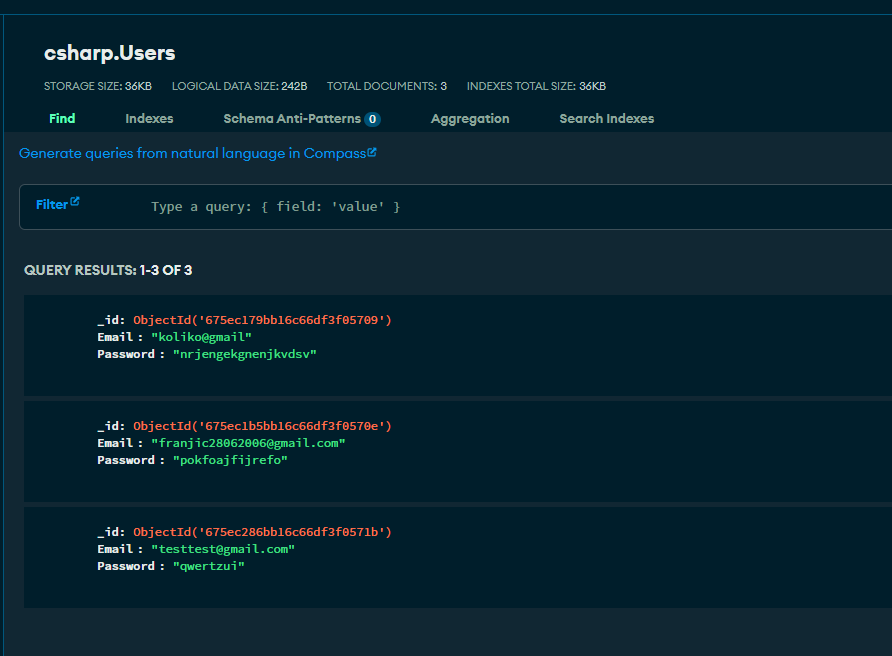 csharp.Users
STORAGE SIZE: 36KB LOGICAL DATA SIZE: 242B TOTAL DOCUMENTS: 3 INDEXES TOTAL SIZE: 36KB
Find Indexes Schema Anti-Patterns 0 Aggregation Search Indexes
Generate queries from natural language in Compass
Filter Type a query: { field: 'value' }
QUERY RESULTS: 1-3 OF 3
_id: ObjectId('675ec179bb16c66df3f05709')
Email : "koliko@gmail"
Password : "nrjengekgnenjkvdsv"
_id: ObjectId('675ec1b5bb16c66df3f0570e')
Email : "franjic28062006@gmail.com"
Password : "pokfoajfijrefo"
_id: ObjectId('675ec286bb16c66df3f0571b')
Email : "testtest@gmail.com"
Password : "qwertzui"